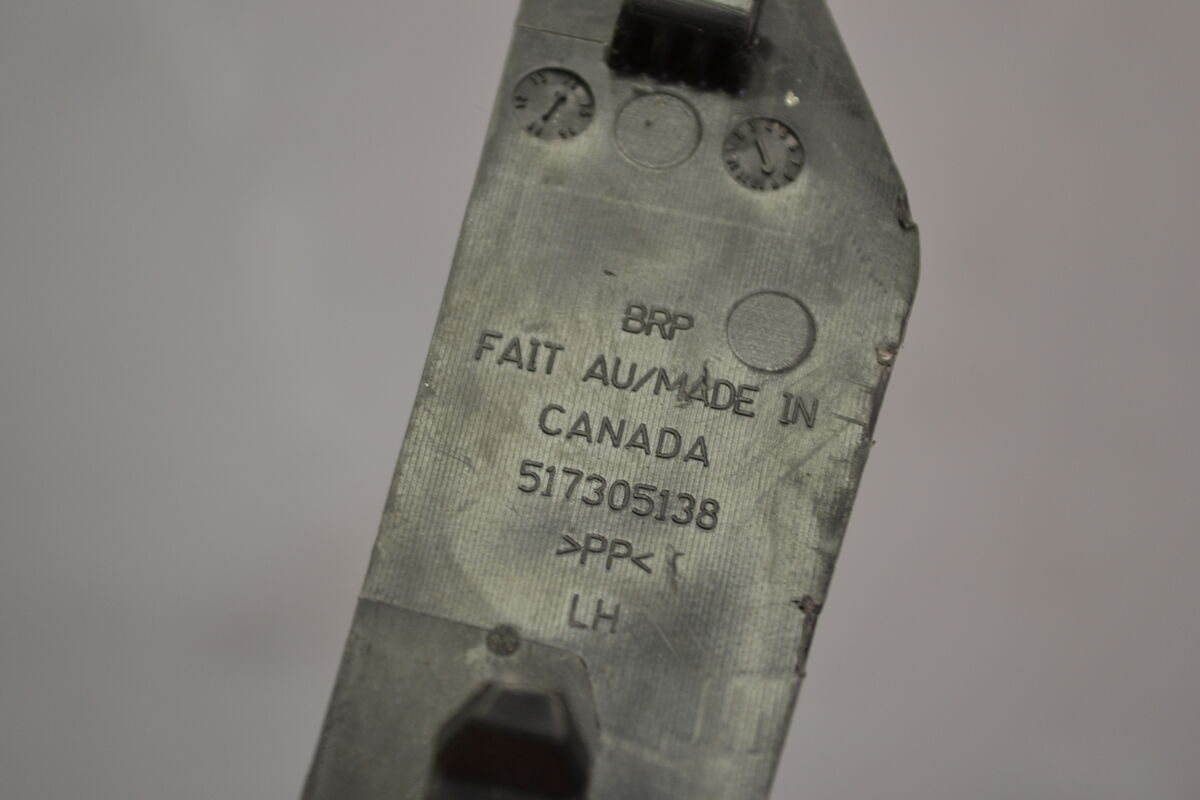 BRP
FAIT AU/MADE IN
CANADA
517305138
>PP<
LH